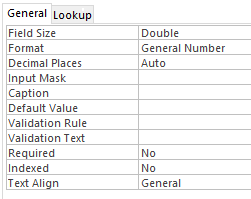 General Lookup
Field Size Double
Format General Number
Decimal Places Auto
Input Mask
Caption
Default Value
Validation Rule
Validation Text
Required No
Indexed No
Text Align General